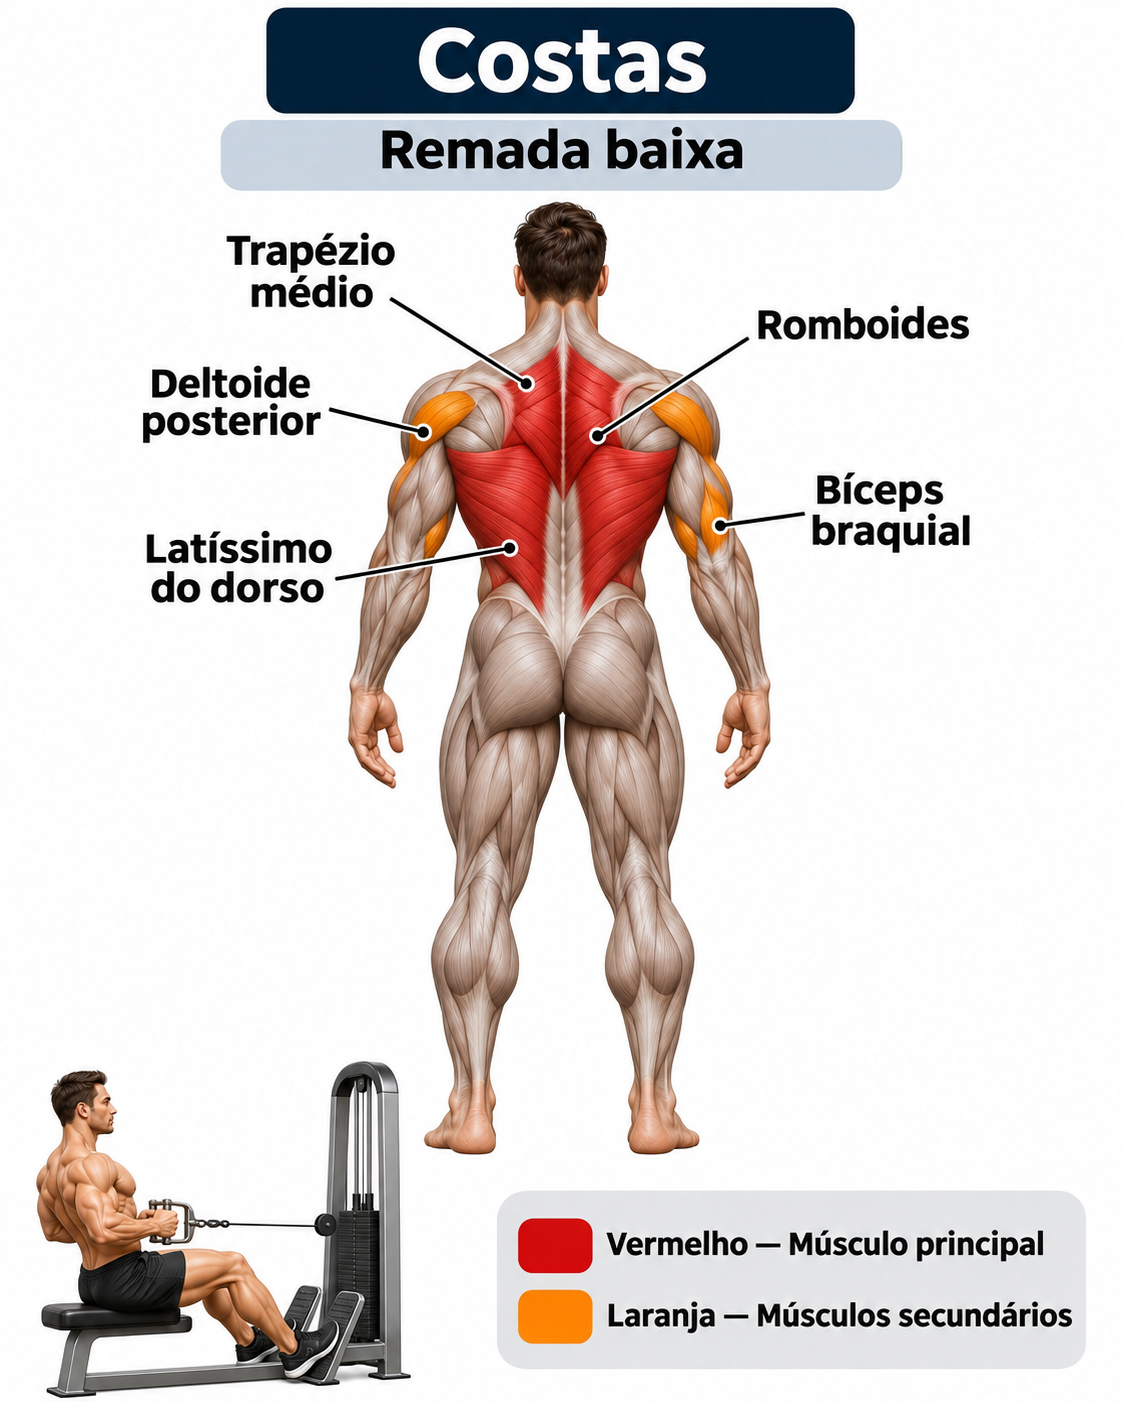 Costas
Remada baixa
Trapézio
médio
Romboides
Deltoide
posterior
Bíceps
braquial
Latíssimo
do dorso
Vermelho — Músculo principal
Laranja — Músculos secundários